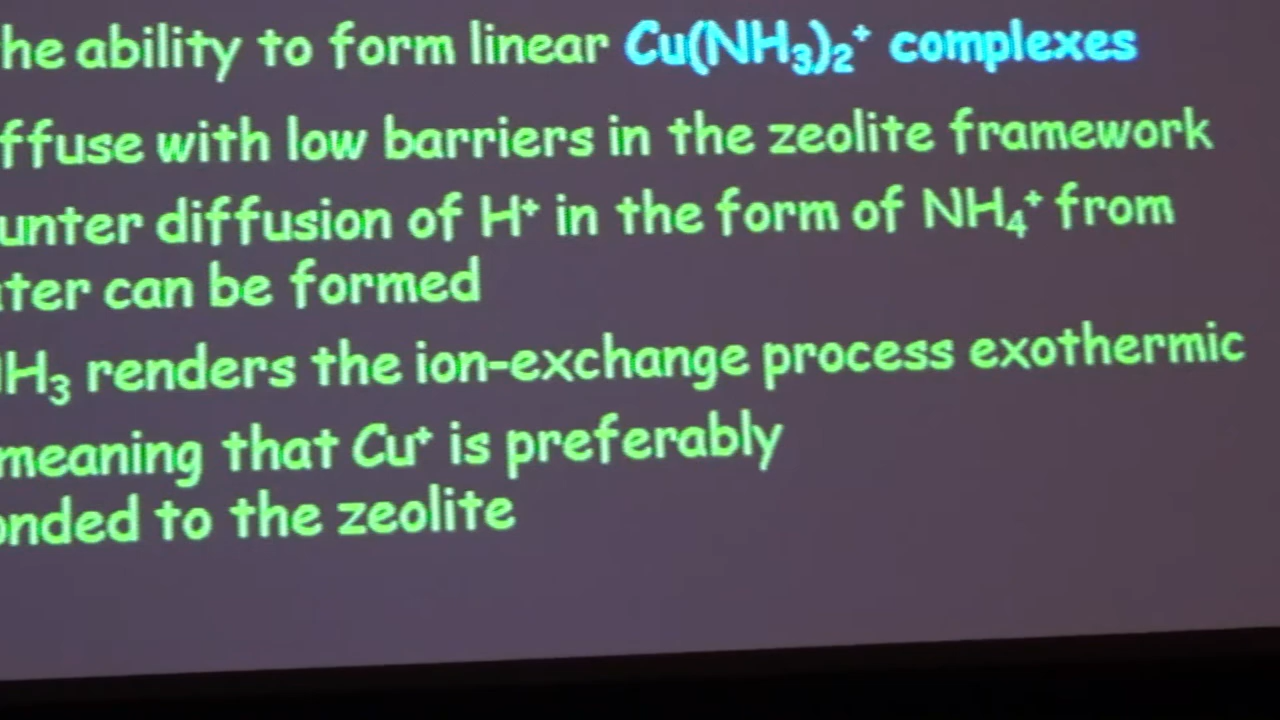 he ability to form linear Cu(NH₃)₂⁺ complexes
ffuse with low barriers in the zeolite framework
unter diffusion of H⁺ in the form of NH₄⁺ from
ter can be formed
H₃ renders the ion-exchange process exothermic
meaning that Cu⁺ is preferably
onded to the zeolite